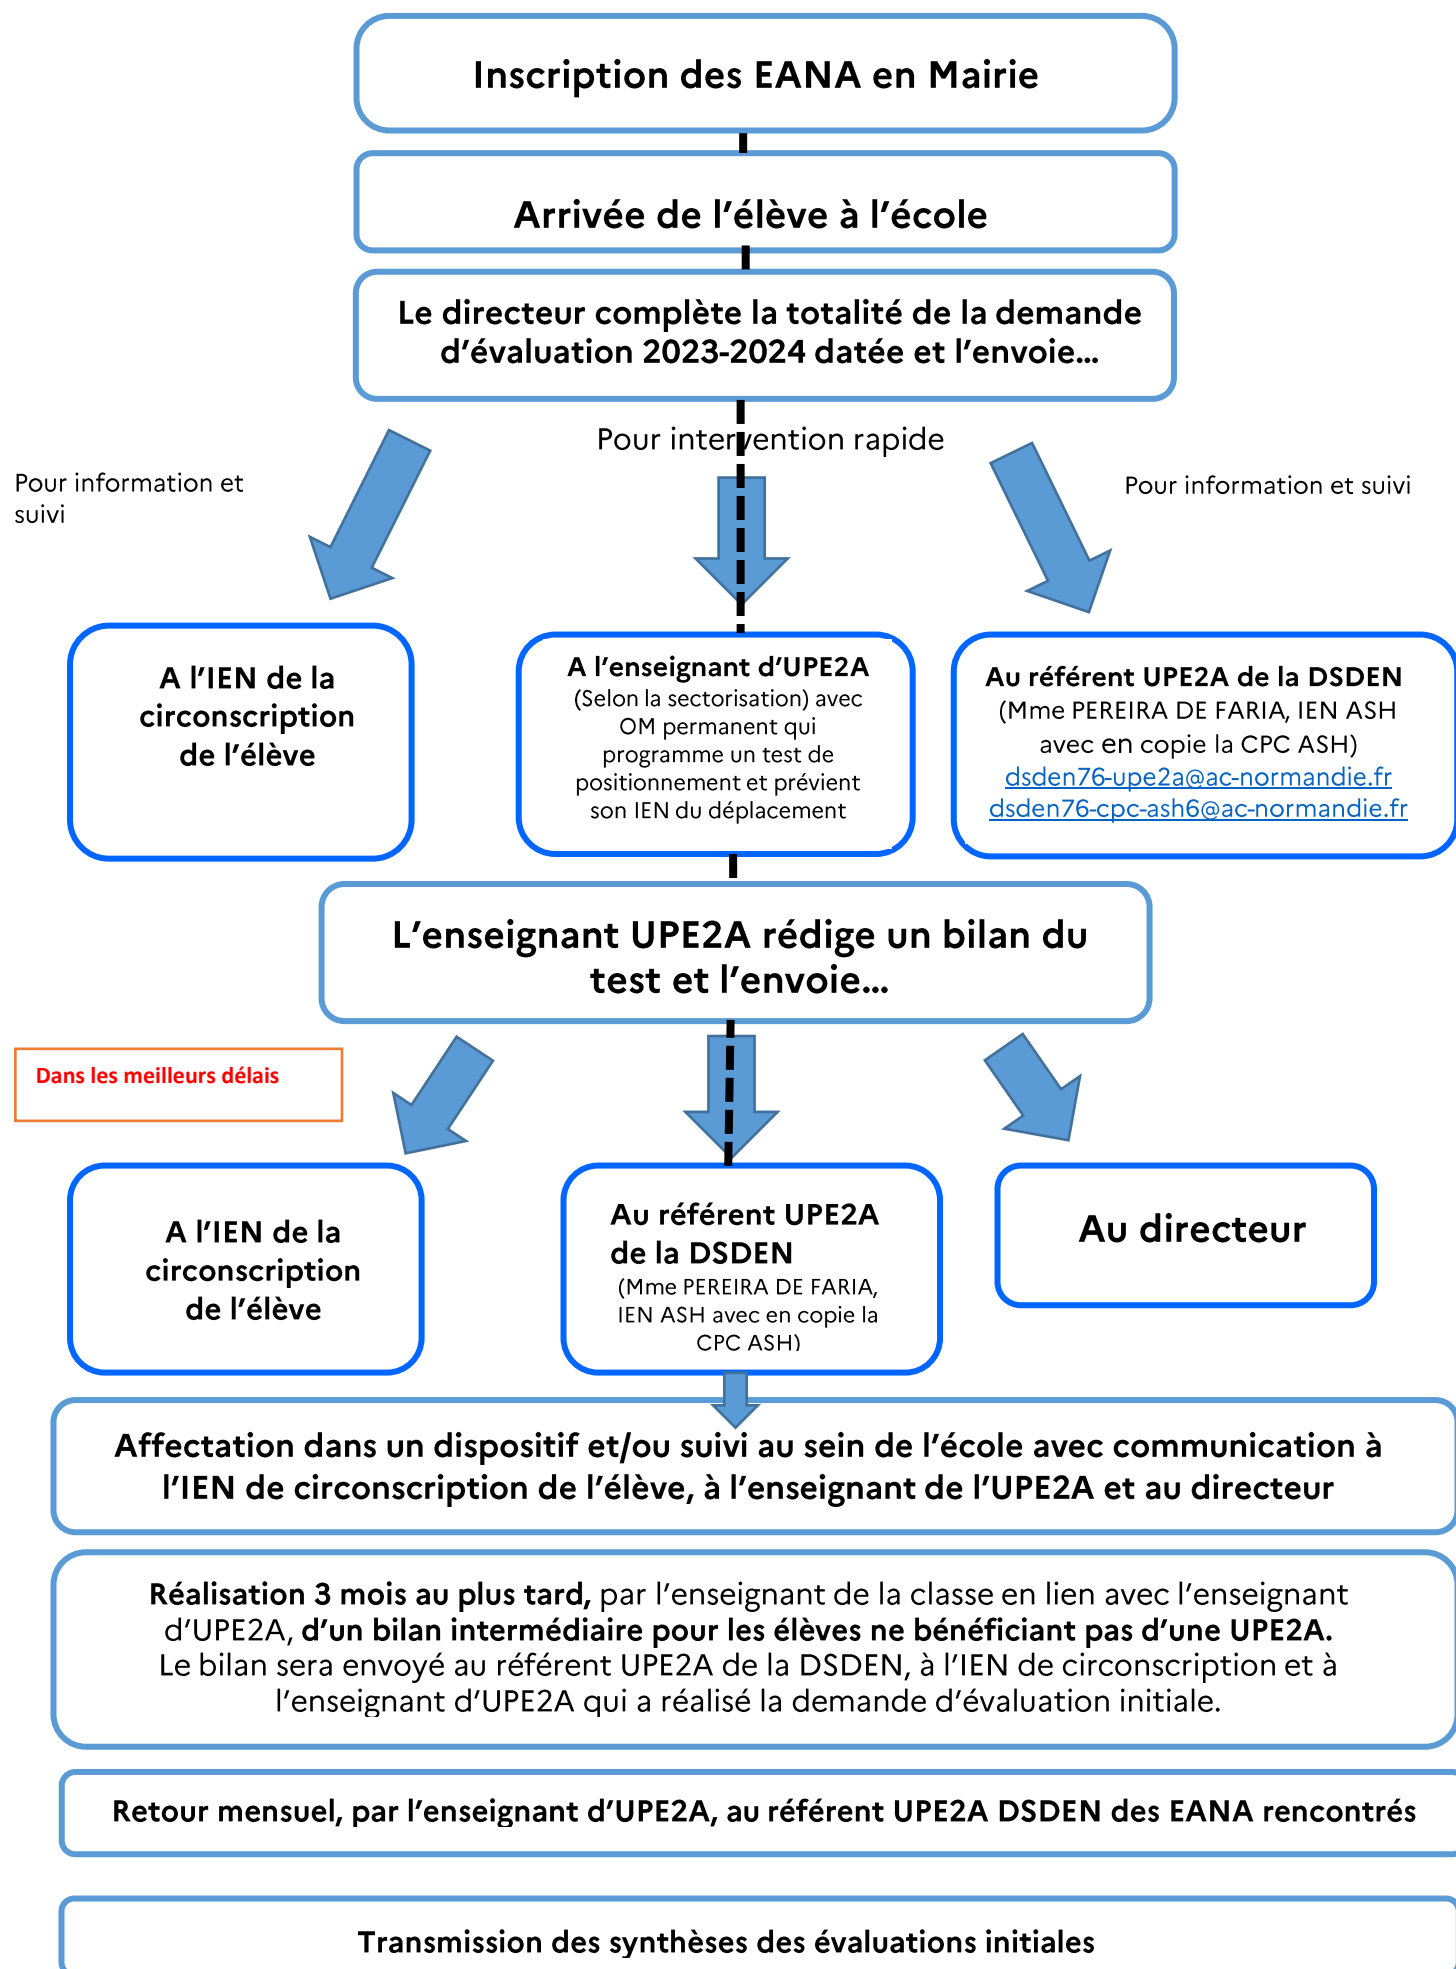 Inscription des EANA en Mairie
Arrivée de l'élève à l'école
Le directeur complète la totalité de la demande
d'évaluation 2023-2024 datée et l'envoie...
Pour intervention rapide
Pour information et
suivi
Pour information et suivi
A l'IEN de la
circonscription
de l'élève
A l'enseignant d'UPE2A
(Selon la sectorisation) avec
OM permanent qui
programme un test de
positionnement et prévient
son IEN du déplacement
Au référent UPE2A de la DSDEN
(Mme PEREIRA DE FARIA, IEN ASH
avec en copie la CPC ASH)
dsden76-upe2a@ac-normandie.fr
dsden76-cpc-ash6@ac-normandie.fr
L'enseignant UPE2A rédige un bilan du
test et l'envoie...
Dans les meilleurs délais
A l'IEN de la
circonscription
de l'élève
Au référent UPE2A
de la DSDEN
(Mme PEREIRA DE FARIA,
IEN ASH avec en copie la
CPC ASH)
Au directeur
Affectation dans un dispositif et/ou suivi au sein de l'école avec communication à
l'IEN de circonscription de l'élève, à l'enseignant de l'UPE2A et au directeur
Réalisation 3 mois au plus tard, par l'enseignant de la classe en lien avec l'enseignant
d'UPE2A, d'un bilan intermédiaire pour les élèves ne bénéficiant pas d'une UPE2A.
Le bilan sera envoyé au référent UPE2A de la DSDEN, à l'IEN de circonscription et à
l'enseignant d'UPE2A qui a réalisé la demande d'évaluation initiale.
Retour mensuel, par l'enseignant d'UPE2A, au référent UPE2A DSDEN des EANA rencontrés
Transmission des synthèses des évaluations initiales